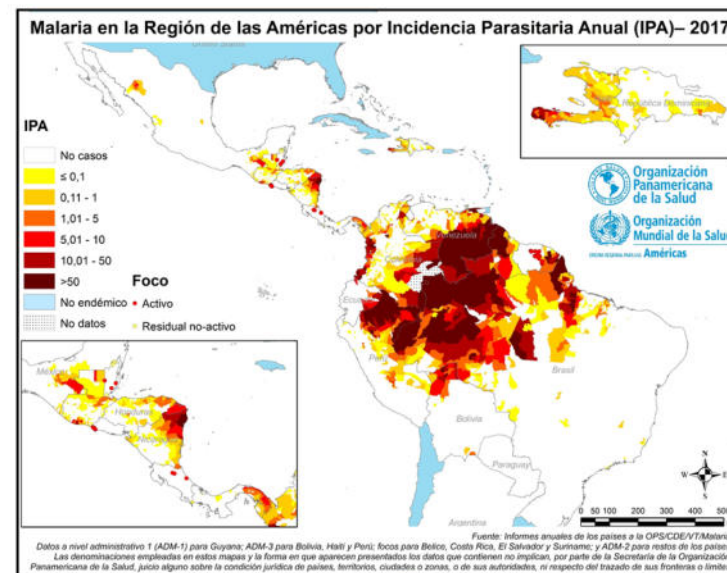 Malaria en la Región de las Américas por Incidencia Parasitaria Anual (IPA)– 2017
United States
República Dominicana
IPA
No casos
≤ 0,1
0,11 - 1
1,01 - 5
5,01 - 10
10,01 - 50
>50
No endémico
No datos
Foco
Activo
Residual no-activo
Organización
Panamericana
de la Salud
Organización
Mundial de la Salu
Américas
Venezuela
Colombia
Ecuador
Perú
Brasil
Bolivia
Paraguay
Argentina
México
Honduras
Nicaragua
N
W
E
S
0 50 100 200 300 400 500
Fuente: Informes anuales de los países a la OPS/CDE/VT/Malaria
Datos a nivel administrativo 1 (ADM-1) para Guyana; ADM-3 para Bolivia, Haití y Perú; focos para Belice, Costa Rica, El Salvador y Suriname; y ADM-2 para restos de los países
Las denominaciones empleadas en estos mapas y la forma en que aparecen presentados los datos que contienen no implican, por parte de la Secretaría de la Organización
Panamericana de la Salud, juicio alguno sobre la condición jurídica de países, territorios, ciudades o zonas, o de sus autoridades, ni respecto del trazado de sus fronteras o límite